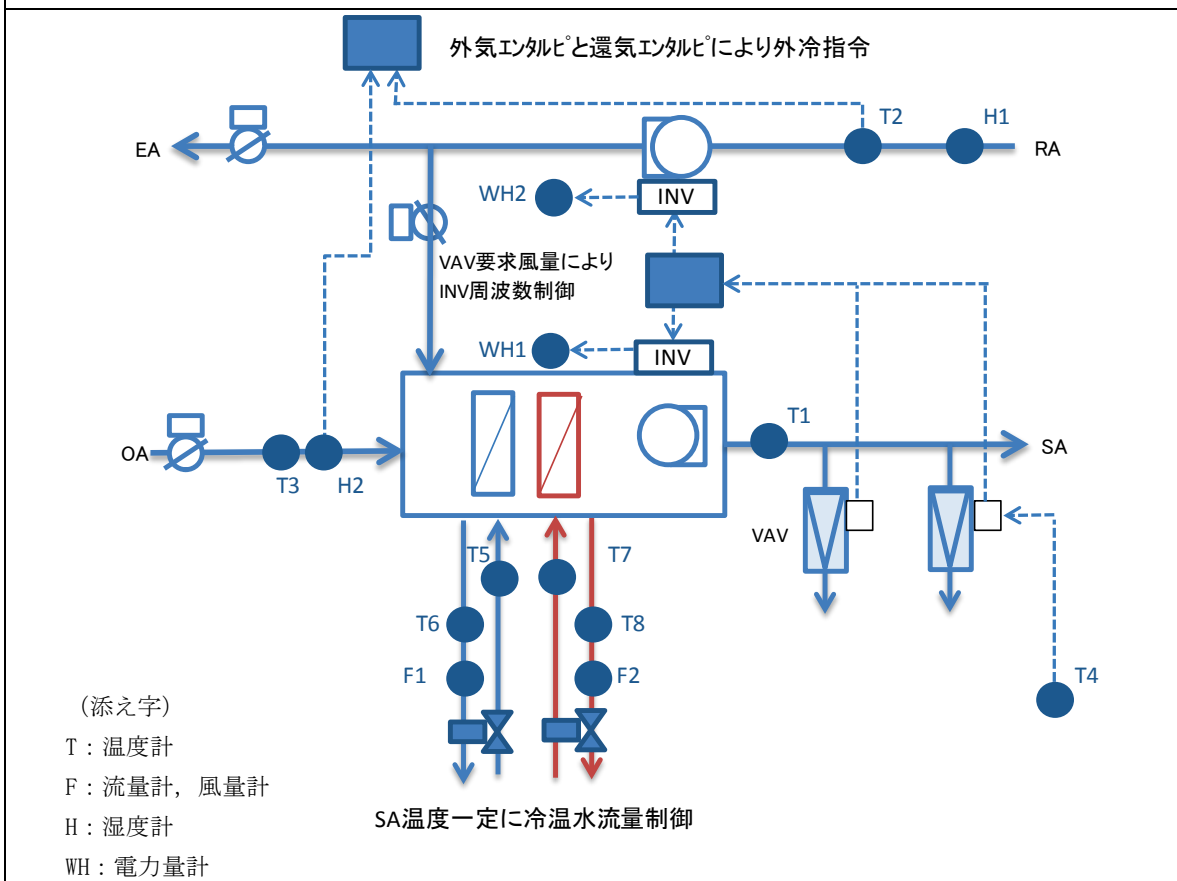 外気エンタルピと還気エンタルピにより外冷指令
T2
H1
EA
RA
WH2
INV
VAV要求風量により
INV周波数制御
WH1
INV
T1
OA
SA
T3
H2
VAV
T5
T7
T6
T8
F1
F2
T4
(添え字)
T：温度計
F：流量計，風量計
H：湿度計
WH：電力量計
SA温度一定に冷温水流量制御